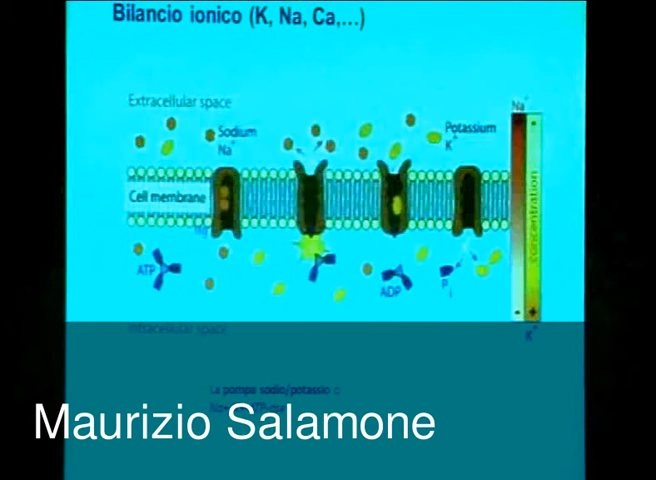 Bilancio ionico (K, Na, Ca,...)
Extracellular space
Na⁺
Sodium
Na⁺
Potassium
K⁺
Cell membrane
concentration
ATP
ADP
P i
Intracellular space
K⁺
La pompa sodio/potassio o
Maurizio Salamone